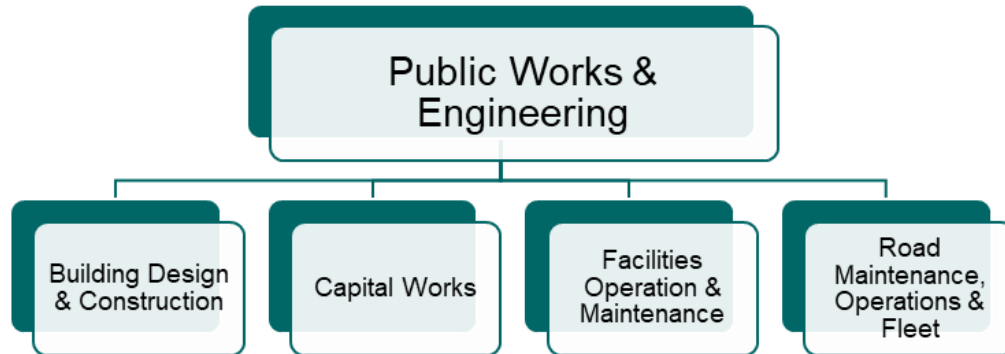 Public Works &
Engineering
Building Design
& Construction
Capital Works
Facilities
Operation &
Maintenance
Road
Maintenance,
Operations &
Fleet